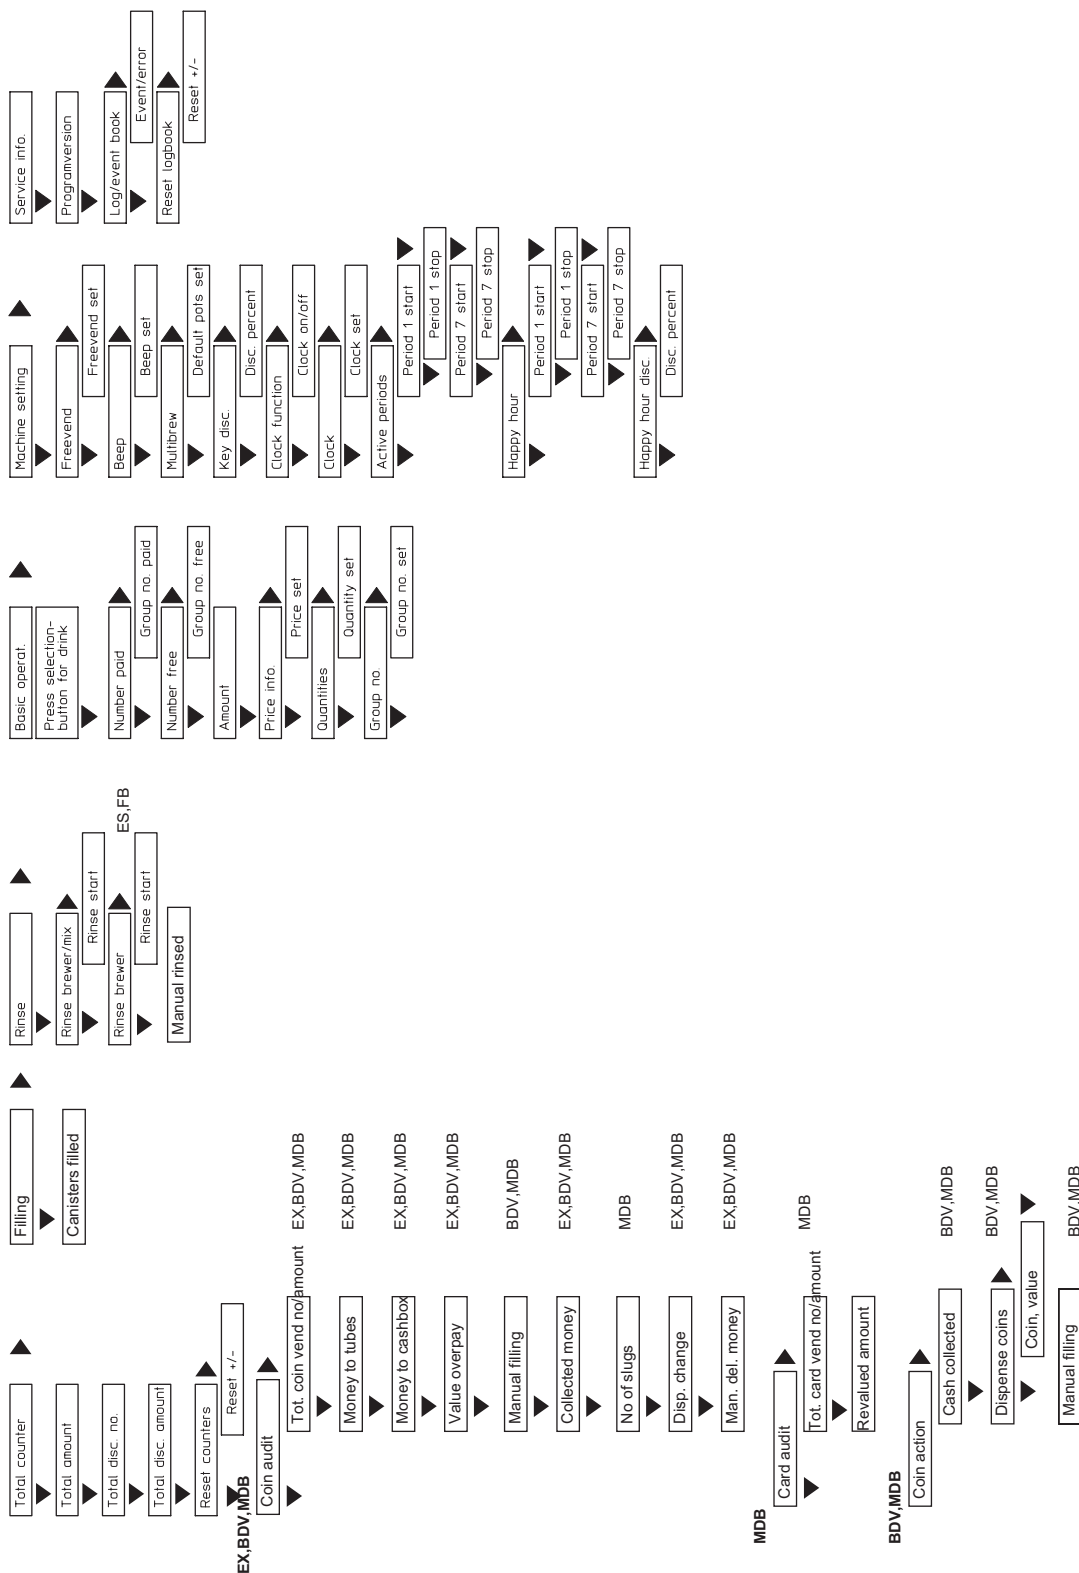 Total counter
Total amount
Total disc. no.
Total disc. amount
Reset counters
Reset +/-
EX,BDV,MDB
Coin audit
Tot. coin vend no/amount
EX,BDV,MDB
Money to tubes
EX,BDV,MDB
Money to cashbox
EX,BDV,MDB
Value overpay
EX,BDV,MDB
Manual filling
BDV,MDB
Collected money
EX,BDV,MDB
No of slugs
MDB
Disp. change
EX,BDV,MDB
Man. del. money
EX,BDV,MDB
MDB
Card audit
Tot. card vend no/amount
MDB
Revalued amount
BDV,MDB
Coin action
Cash collected
BDV,MDB
Dispense coins
BDV,MDB
Coin, value
Manual filling
BDV,MDB
Filling
Canisters filled
Rinse
Rinse brewer/mix
Rinse start
Rinse brewer
ES,FB
Rinse start
Manual rinsed
Basic operat.
Press selection-
button for drink
Number paid
Group no. paid
Number free
Group no. free
Amount
Price info.
Price set
Quantities
Quantity set
Group no.
Group no. set
Machine setting
Freevend
Freevend set
Beep
Beep set
Multibrew
Default pots set
Key disc.
Disc. percent
Clock function
Clock on/off
Clock
Clock set
Active periods
Period 1 start
Period 1 stop
Period 7 start
Period 7 stop
Happy hour
Period 1 start
Period 1 stop
Period 7 start
Period 7 stop
Happy hour disc.
Disc. percent
Service info.
Programversion
Log/event book
Event/error
Reset logbook
Reset +/-